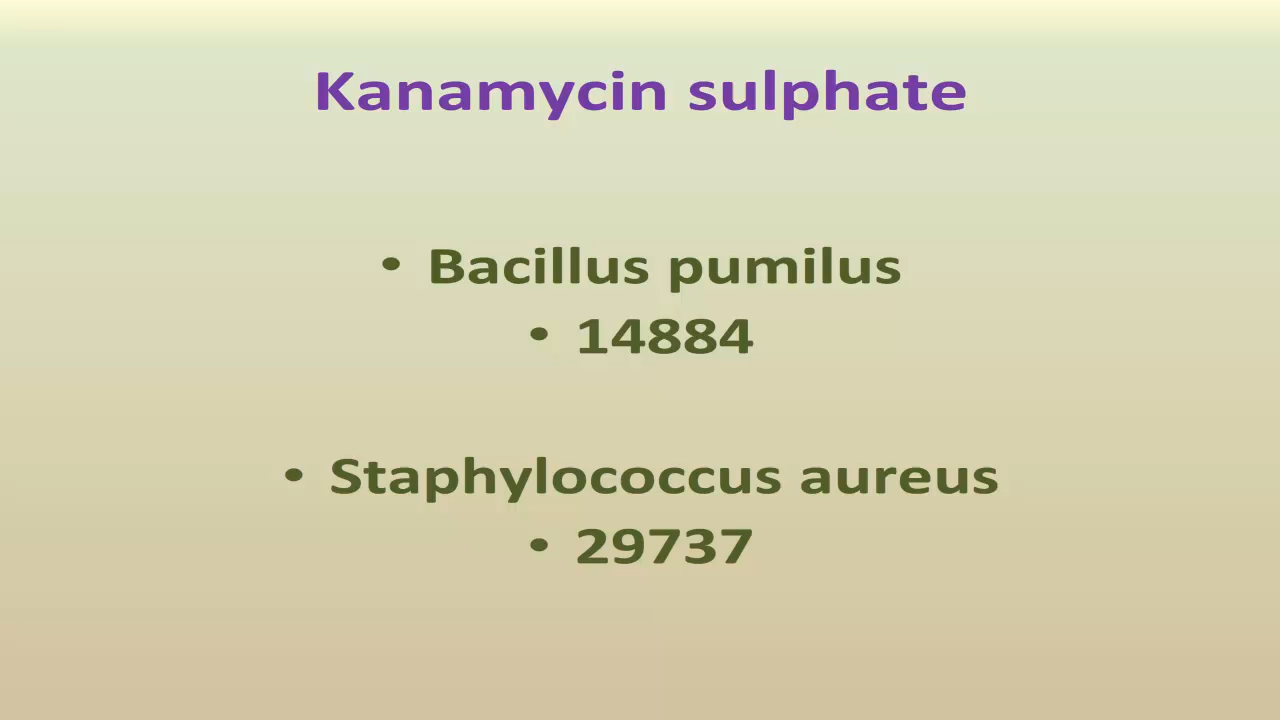 Kanamycin sulphate
• Bacillus pumilus
• 14884
• Staphylococcus aureus
• 29737